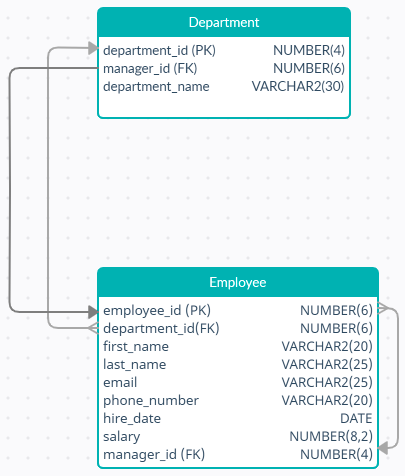 Department
department_id (PK) NUMBER(4)
manager_id (FK) NUMBER(6)
department_name VARCHAR2(30)
Employee
employee_id (PK) NUMBER(6)
department_id(FK) NUMBER(6)
first_name VARCHAR2(20)
last_name VARCHAR2(25)
email VARCHAR2(25)
phone_number VARCHAR2(20)
hire_date DATE
salary NUMBER(8,2)
manager_id (FK) NUMBER(4)